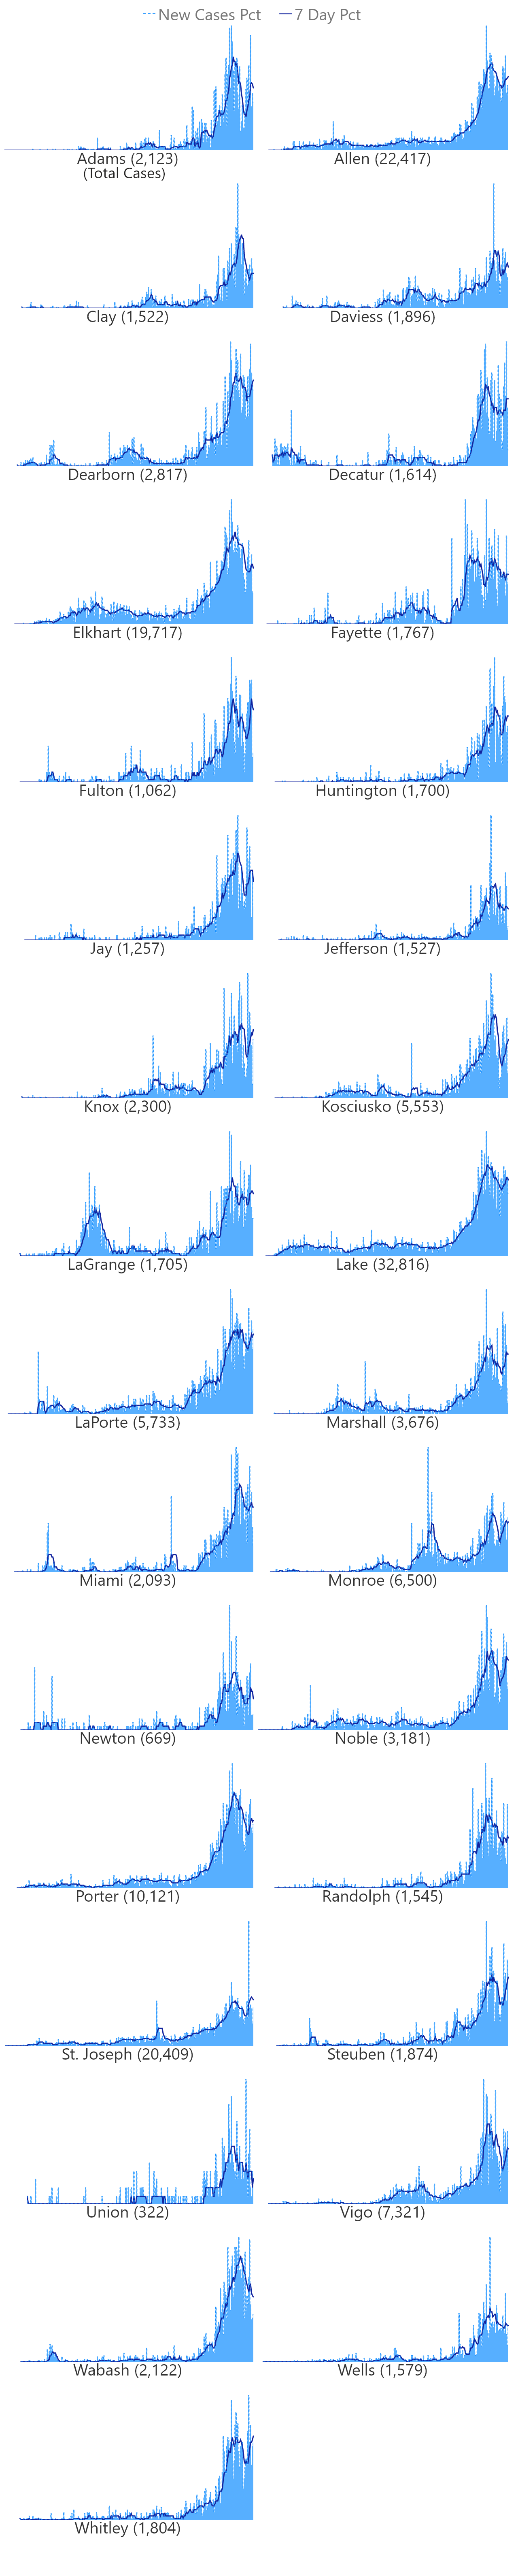 New Cases Pct 7 Day Pct
Adams (2,123)
(Total Cases)
Allen (22,417)
Clay (1,522)
Daviess (1,896)
Dearborn (2,817)
Decatur (1,614)
Elkhart (19,717)
Fayette (1,767)
Fulton (1,062)
Huntington (1,700)
Jay (1,257)
Jefferson (1,527)
Knox (2,300)
Kosciusko (5,553)
LaGrange (1,705)
Lake (32,816)
LaPorte (5,733)
Marshall (3,676)
Miami (2,093)
Monroe (6,500)
Newton (669)
Noble (3,181)
Porter (10,121)
Randolph (1,545)
St. Joseph (20,409)
Steuben (1,874)
Union (322)
Vigo (7,321)
Wabash (2,122)
Wells (1,579)
Whitley (1,804)